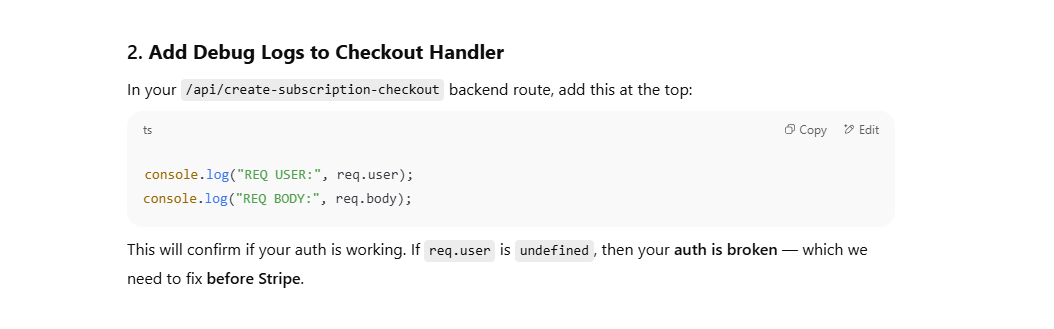 2. Add Debug Logs to Checkout Handler
In your /api/create-subscription-checkout backend route, add this at the top:
ts Copy Edit
console.log("REQ USER:", req.user);
console.log("REQ BODY:", req.body);
This will confirm if your auth is working. If req.user is undefined, then your auth is broken — which we
need to fix before Stripe.